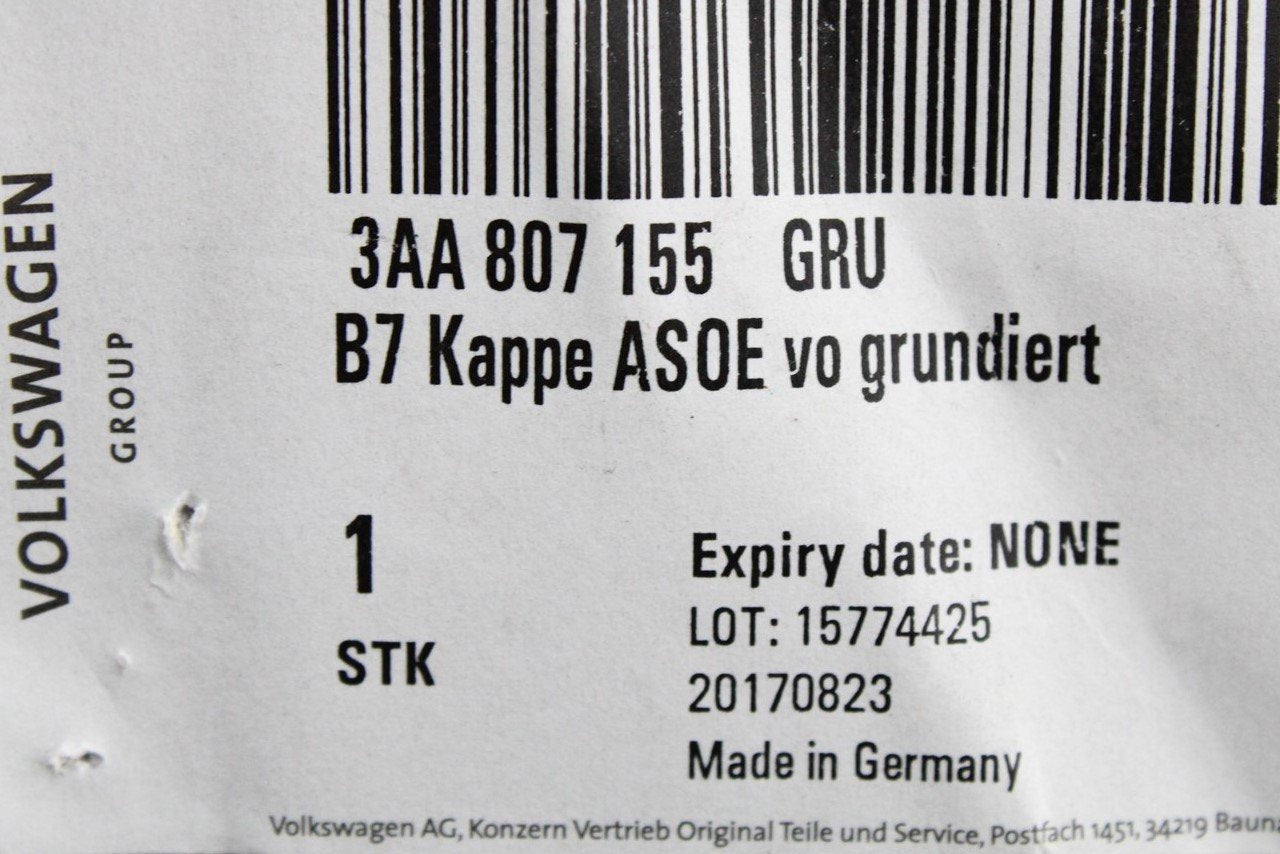 VOLKSWAGEN
GROUP
3AA 807 155 GRU
B7 Kappe ASOE vo grundiert
1
STK
Expiry date: NONE
LOT: 15774425
20170823
Made in Germany
Volkswagen AG, Konzern Vertrieb Original Teile und Service, Postfach 1451, 34219